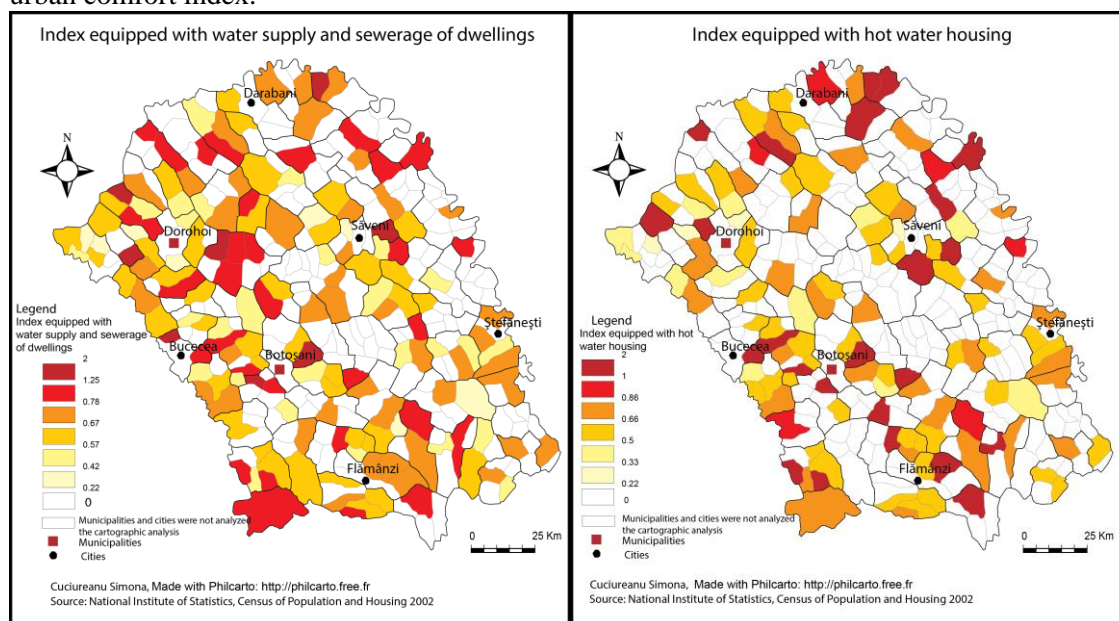 urban comfort index.
Index equipped with water supply and sewerage of dwellings
Darabani
N
Dorohoi
Săveni
Legend
Index equipped with
water supply and sewerage
of dwellings
Ștefănești
Bucecea
Botoșani
2
1.25
0.78
0.67
0.57
0.42
0.22
0
Flămânzi
Municipalities and cities were not analyzed
the cartographic analysis
Municipalities
Cities
0 25 Km
Cuciureanu Simona, Made with Philcarto: http://philcarto.free.fr
Source: National Institute of Statistics, Census of Population and Housing 2002
Index equipped with hot water housing
Darabani
N
Dorohoi
Săveni
Legend
Index equipped with hot
water housing
Ștefănești
Bucecea
Botoșani
2
1
0.86
0.66
0.5
0.33
0.22
0
Flămânzi
Municipalities and cities were not analyzed
the cartographic analysis
Municipalities
Cities
0 25 Km
Cuciureanu Simona, Made with Philcarto: http://philcarto.free.fr
Source: National Institute of Statistics, Census of Population and Housing 2002